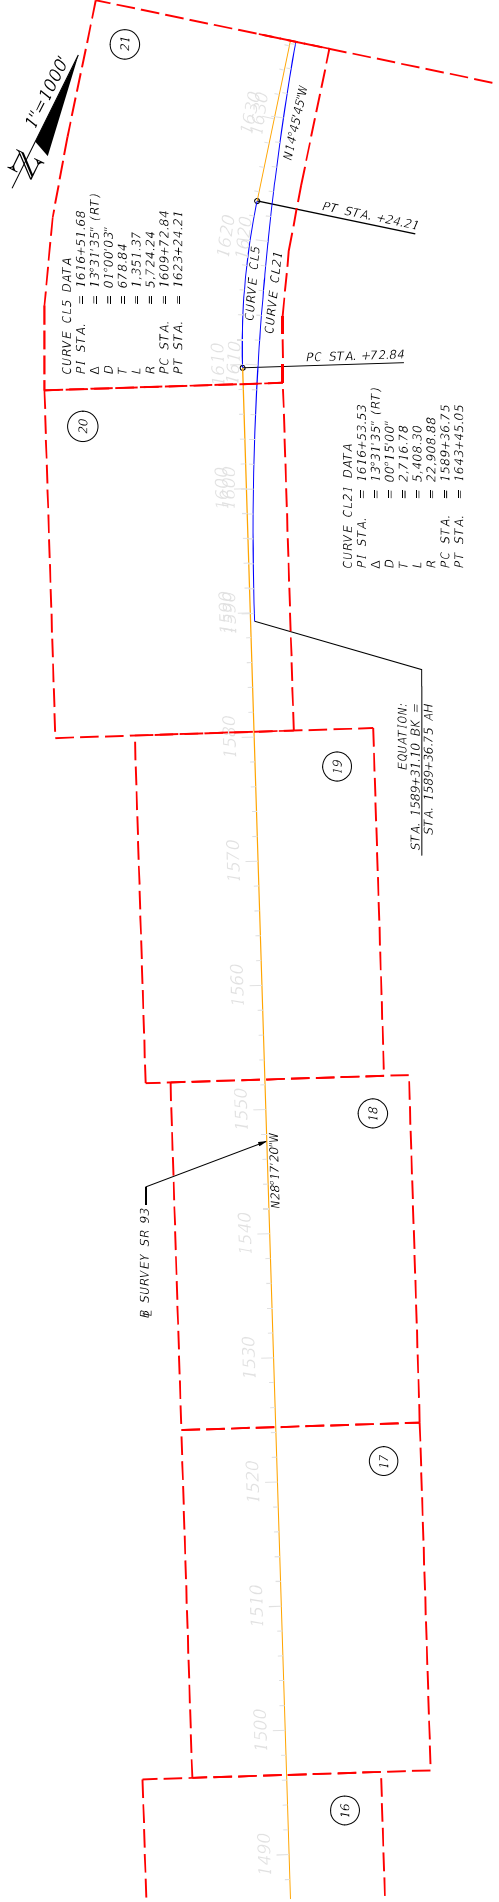 21
1"=1000'
1630
1630
N14°45'45"W
PT STA. +24.21
1620
1620
CURVE CL5
CURVE CL21
CURVE CL5 DATA
PI STA. = 1616+51.68
Δ = 13°31'35" (RT)
D = 01°00'03"
T = 678.84
L = 1,351.37
R = 5,724.24
PC STA. = 1609+72.84
PT STA. = 1623+24.21
1610
1610
PC STA. +72.84
20
CURVE CL21 DATA
PI STA. = 1616+53.53
Δ = 13°31'35" (RT)
D = 00°15'00"
T = 2,716.78
L = 5,408.30
R = 22,908.88
PC STA. = 1589+36.75
PT STA. = 1643+45.05
1600
1600
1590
1590
EQUATION:
STA. 1589+31.10 BK =
STA. 1589+36.75 AH
1580
19
1570
1560
1550
18
N28°17'20"W
℄ SURVEY SR 93
1540
1530
17
1520
1510
1500
16
1490